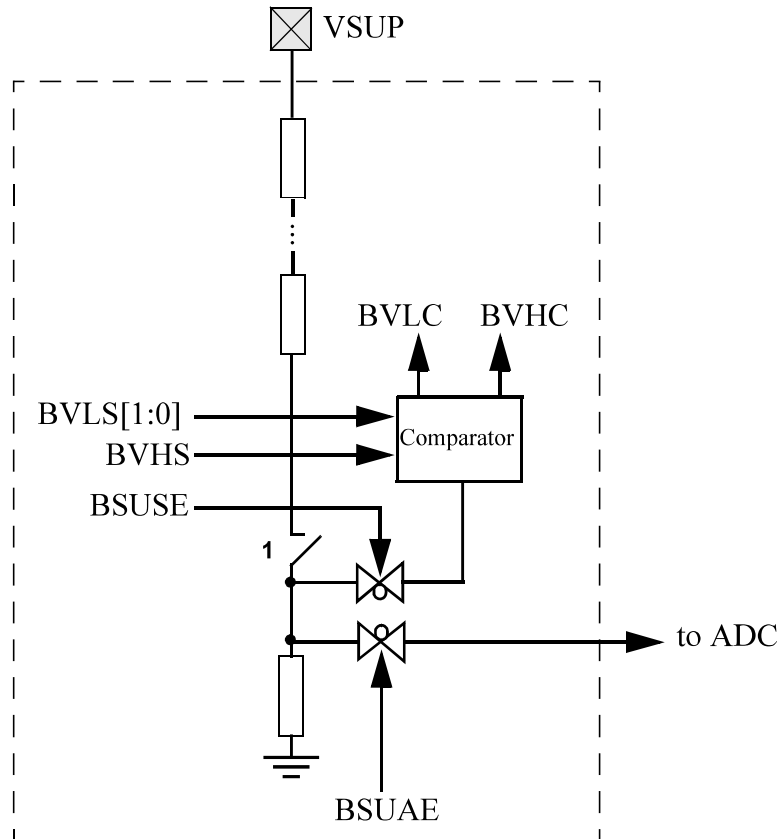 VSUP
BVLC
BVHC
BVLS[1:0]
Comparator
BVHS
BSUSE
1
to ADC
BSUAE